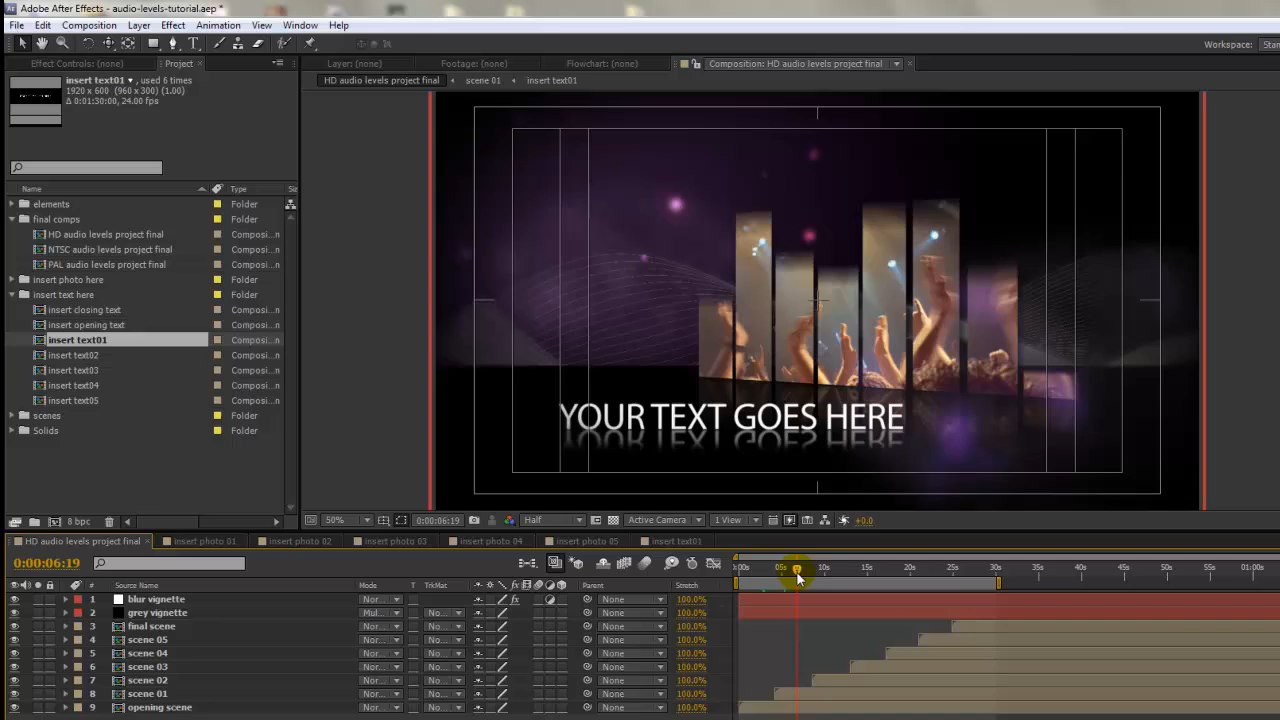 Adobe After Effects - audio-levels-tutorial.aep *
File Edit Composition Layer Effect Animation View Window Help
Workspace: Stan
Effect Controls: (none) Project
Layer: (none) Footage: (none) Flowchart: (none) Composition: HD audio levels project final
insert text01 ▾, used 6 times
1920 x 600 (960 x 300) (1.00)
Δ 0:01:30:00, 24.00 fps
HD audio levels project final scene 01 insert text01
Name Type Siz
elements Folder
final comps Folder
HD audio levels project final Composi...n
NTSC audio levels project final Composi...n
PAL audio levels project final Composi...n
insert photo here Folder
insert text here Folder
insert closing text Composi...n
insert opening text Composi...n
insert text01 Composi...n
insert text02 Composi...n
insert text03 Composi...n
insert text04 Composi...n
insert text05 Composi...n
scenes Folder
Solids Folder
YOUR TEXT GOES HERE
8 bpc
50% 0:00:06:19 Half Active Camera 1 View +0.0
HD audio levels project final insert photo 01 insert photo 02 insert photo 03 insert photo 04 insert photo 05 insert text01
0:00:06:19
:00s 05s 10s 15s 20s 25s 30s 35s 40s 45s 50s 55s 01:00s
# Source Name Mode T TrkMat Parent Stretch
1 blur vignette Nor... None 100.0%
2 grey vignette Mul... No... None 100.0%
3 final scene Nor... No... None 100.0%
4 scene 05 Nor... No... None 100.0%
5 scene 04 Nor... No... None 100.0%
6 scene 03 Nor... No... None 100.0%
7 scene 02 Nor... No... None 100.0%
8 scene 01 Nor... No... None 100.0%
9 opening scene Nor... No... None 100.0%